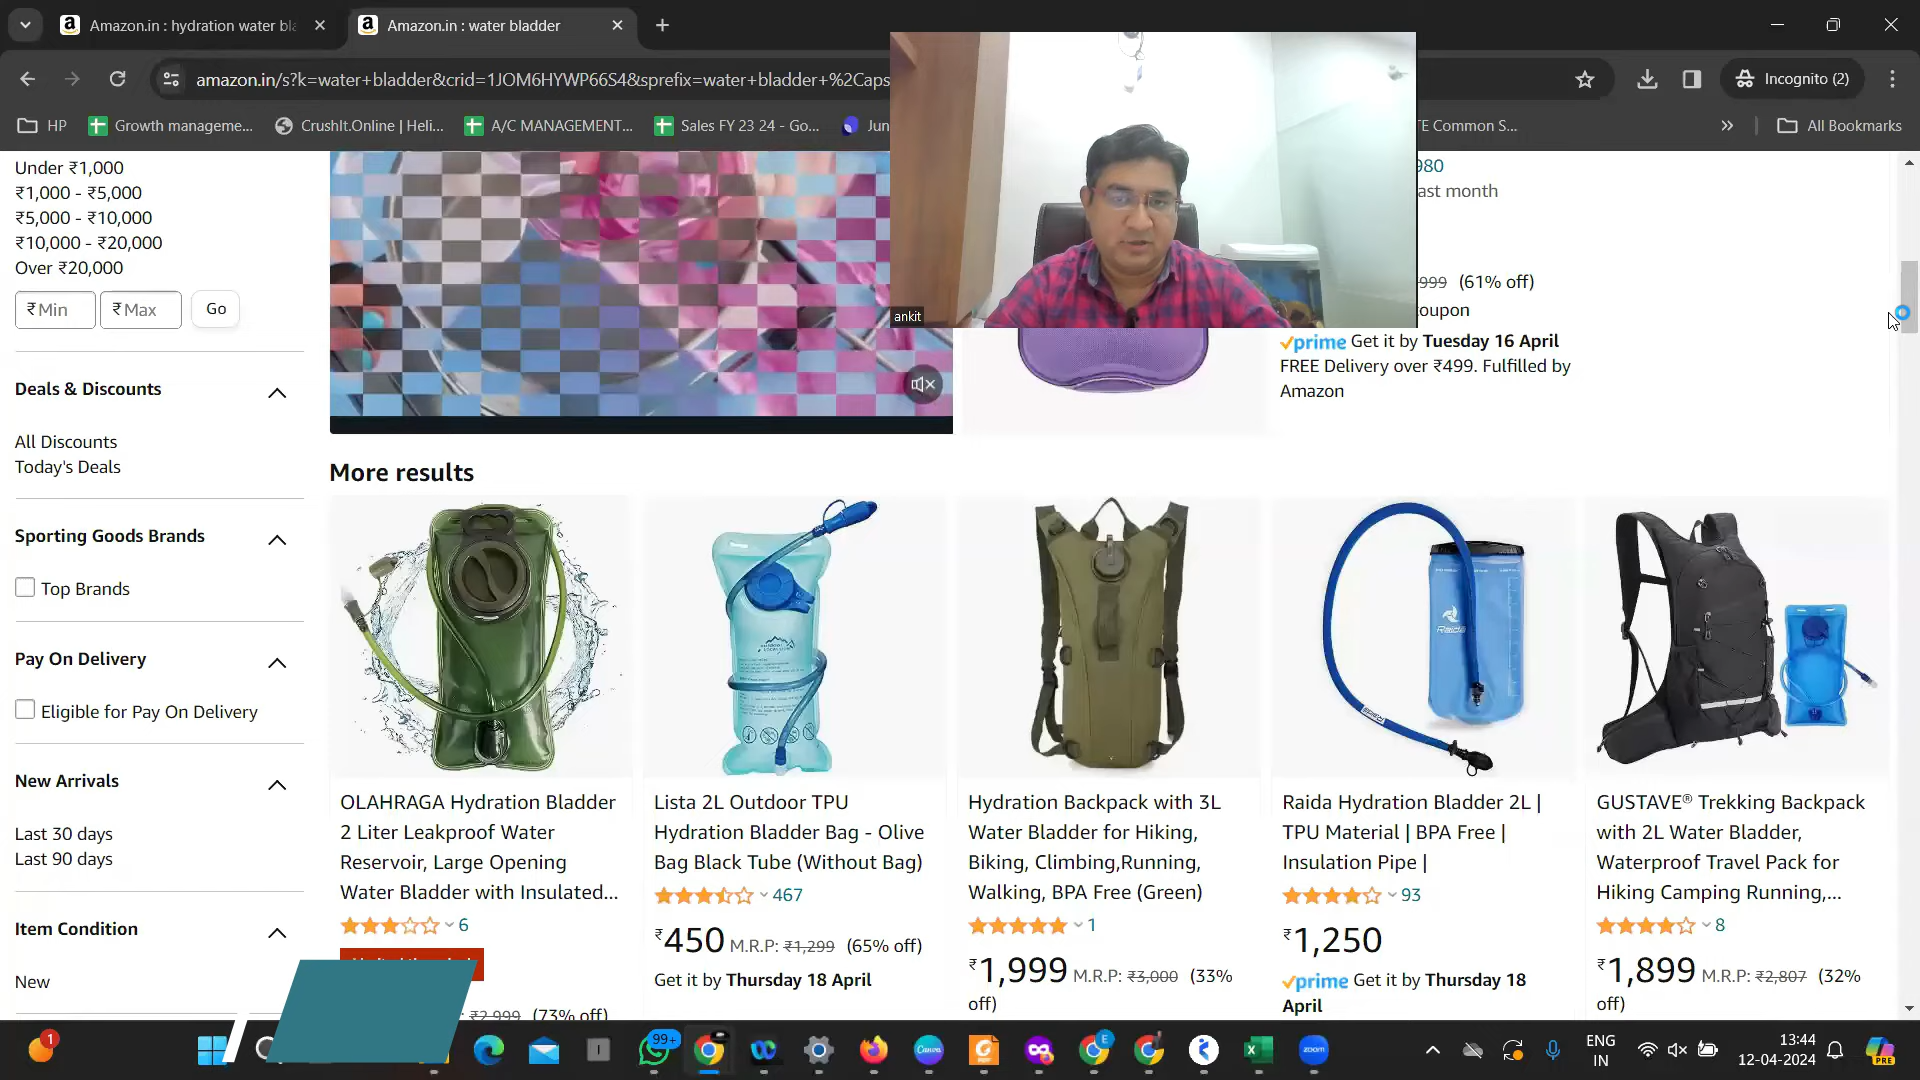 Amazon.in : hydration water bla
Amazon.in : water bladder
amazon.in/s?k=water+bladder&crid=1JOM6HYWP66S4&sprefix=water+bladder+%2Caps
Incognito (2)
HP
Growth manageme...
CrushIt.Online | Heli...
A/C MANAGEMENT...
Sales FY 23 24 - Go...
Jun
TE Common S...
All Bookmarks
Under ₹1,000
₹1,000 - ₹5,000
₹5,000 - ₹10,000
₹10,000 - ₹20,000
Over ₹20,000
₹ Min
₹ Max
Go
ankit
980
ast month
999 (61% off)
oupon
prime Get it by Tuesday 16 April
FREE Delivery over ₹499. Fulfilled by
Amazon
Deals & Discounts
All Discounts
Today's Deals
Sporting Goods Brands
Top Brands
Pay On Delivery
Eligible for Pay On Delivery
New Arrivals
Last 30 days
Last 90 days
Item Condition
New
More results
Raida
OLAHRAGA Hydration Bladder
2 Liter Leakproof Water
Reservoir, Large Opening
Water Bladder with Insulated...
6
₹2,999 (73% off)
Lista 2L Outdoor TPU
Hydration Bladder Bag - Olive
Bag Black Tube (Without Bag)
467
₹450 M.R.P: ₹1,299 (65% off)
Get it by Thursday 18 April
Hydration Backpack with 3L
Water Bladder for Hiking,
Biking, Climbing,Running,
Walking, BPA Free (Green)
1
₹1,999 M.R.P: ₹3,000 (33%
off)
Raida Hydration Bladder 2L |
TPU Material | BPA Free |
Insulation Pipe |
93
₹1,250
prime Get it by Thursday 18
April
GUSTAVE® Trekking Backpack
with 2L Water Bladder,
Waterproof Travel Pack for
Hiking Camping Running,...
8
₹1,899 M.R.P: ₹2,807 (32%
off)
1
99+
Canva
E
zoom
ENG
IN
13:44
12-04-2024
PRE